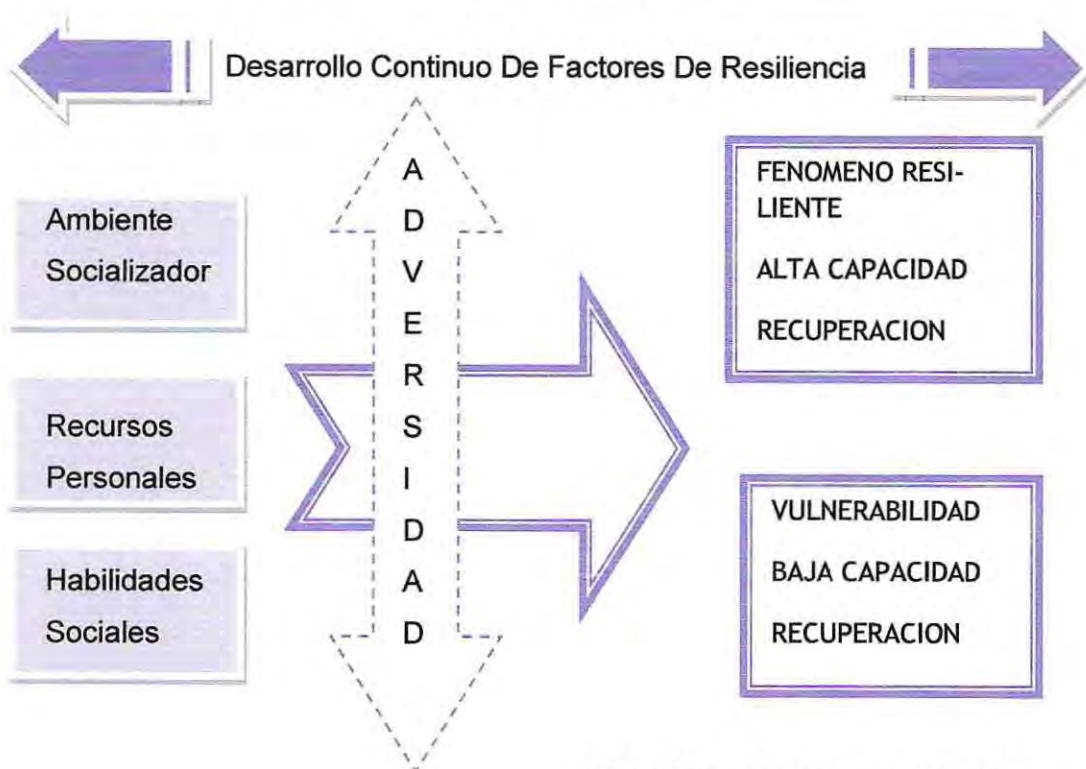 Desarrollo Continuo De Factores De Resiliencia
Ambiente
Socializador
Recursos
Personales
Habilidades
Sociales
A
D
V
E
R
S
I
D
A
D
FENOMENO RESI-
LIENTE
ALTA CAPACIDAD
RECUPERACION
VULNERABILIDAD
BAJA CAPACIDAD
RECUPERACION